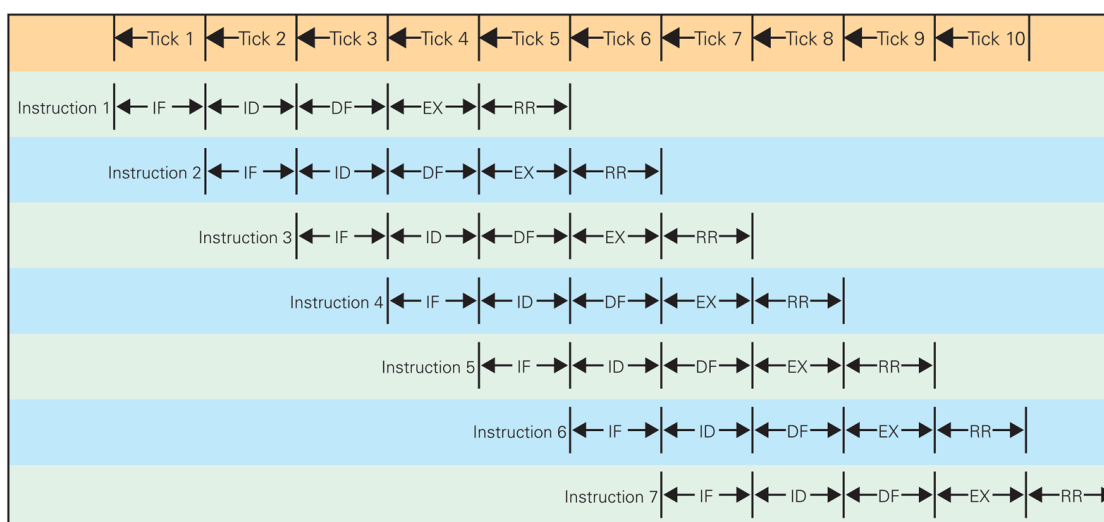 Tick 1 Tick 2 Tick 3 Tick 4 Tick 5 Tick 6 Tick 7 Tick 8 Tick 9 Tick 10
Instruction 1 IF ID DF EX RR
Instruction 2 IF ID DF EX RR
Instruction 3 IF ID DF EX RR
Instruction 4 IF ID DF EX RR
Instruction 5 IF ID DF EX RR
Instruction 6 IF ID DF EX RR
Instruction 7 IF ID DF EX RR